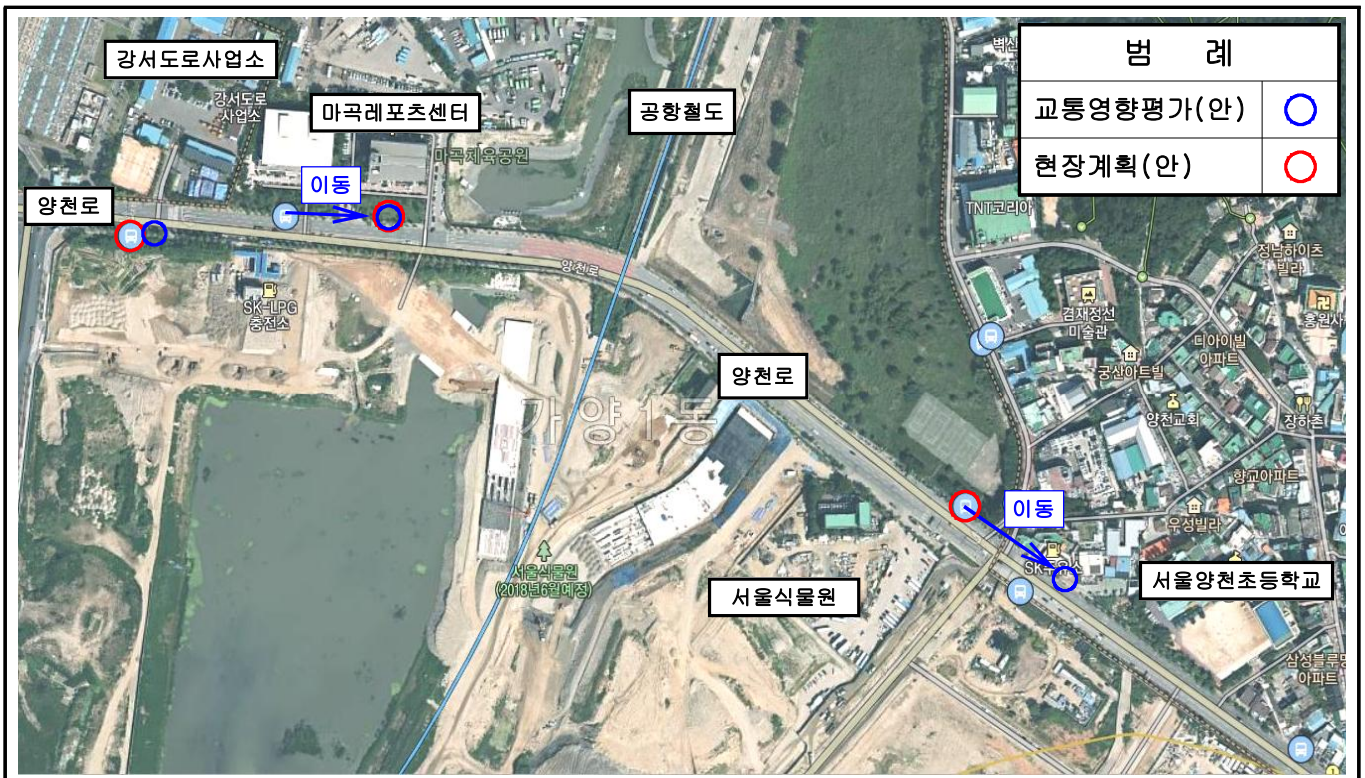 강서도로사업소
강서도로
사업소
마곡레포츠센터
마곡체육공원
공항철도
벽산
범 례
교통영향평가(안)
현장계획(안)
이동
양천로
TNT코리아
정남하이츠
빌라
양천로
SK-LPG
충전소
겸재정선
미술관
홍원사
디아이빌
아파트
궁산아트빌
양천로
가양1동
양천교회
장하촌
향교아파트
이동
우성빌라
SK주유소
서울식물원
(2018년6월예정)
서울식물원
서울양천초등학교
삼성블루밍
아파트